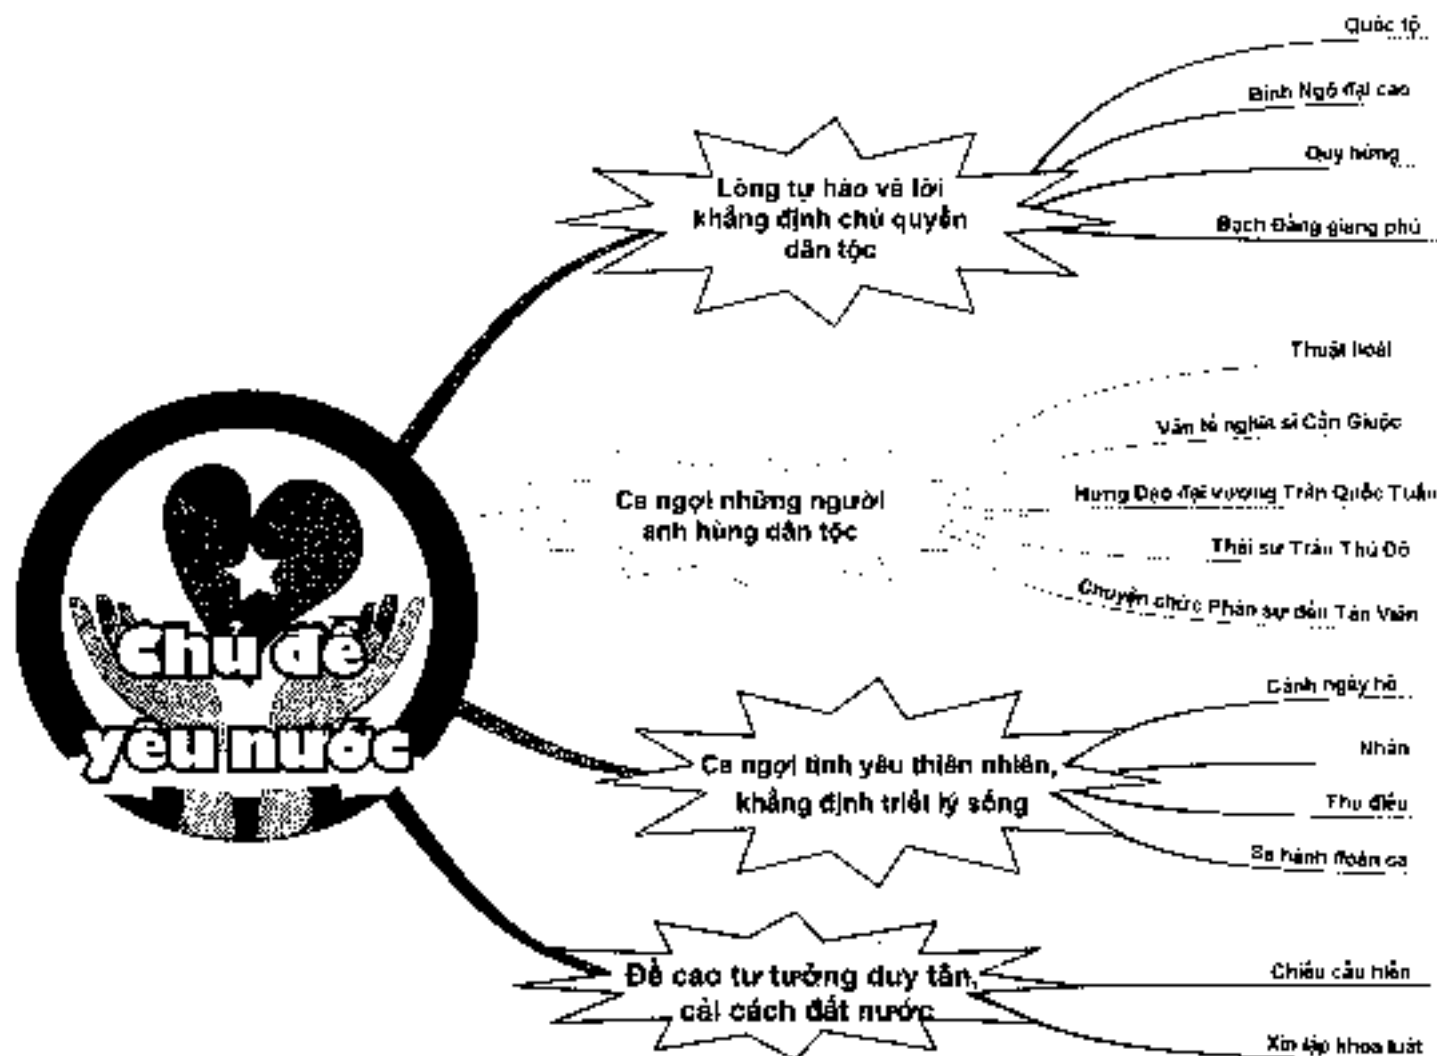 Chủ đề
yêu nước
Lòng tự hào và lời
khẳng định chủ quyền
dân tộc
Quốc tộ
Bình Ngô đại cáo
Quy hứng
Bạch Đằng giang phú
Ca ngợi những người
anh hùng dân tộc
Thuật hoài
Văn tế nghĩa sĩ Cần Giuộc
Hưng Đạo đại vương Trần Quốc Tuấn
Thái sư Trần Thủ Độ
Chuyện chức Phán sự đền Tản Viên
Ca ngợi tình yêu thiên nhiên,
khẳng định triết lý sống
Cảnh ngày hè
Nhàn
Thu điếu
Sa hành đoản ca
Đề cao tư tưởng duy tân,
cải cách đất nước
Chiếu cầu hiền
Xin lập khoa luật